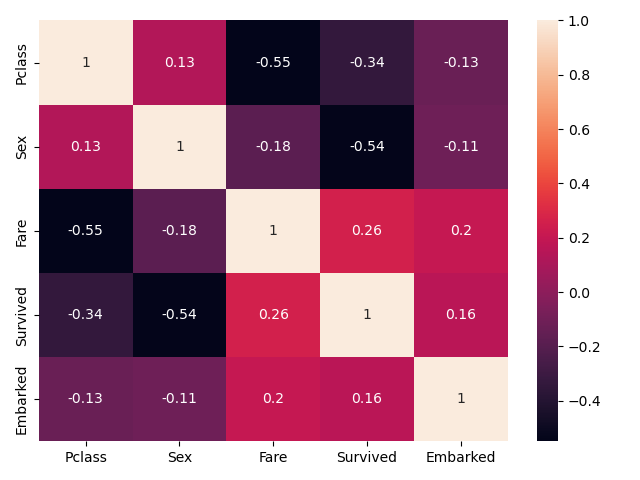 Pclass 1 0.13 -0.55 -0.34 -0.13
Sex 0.13 1 -0.18 -0.54 -0.11
Fare -0.55 -0.18 1 0.26 0.2
Survived -0.34 -0.54 0.26 1 0.16
Embarked -0.13 -0.11 0.2 0.16 1
Pclass Sex Fare Survived Embarked
1.0
0.8
0.6
0.4
0.2
0.0
−0.2
−0.4